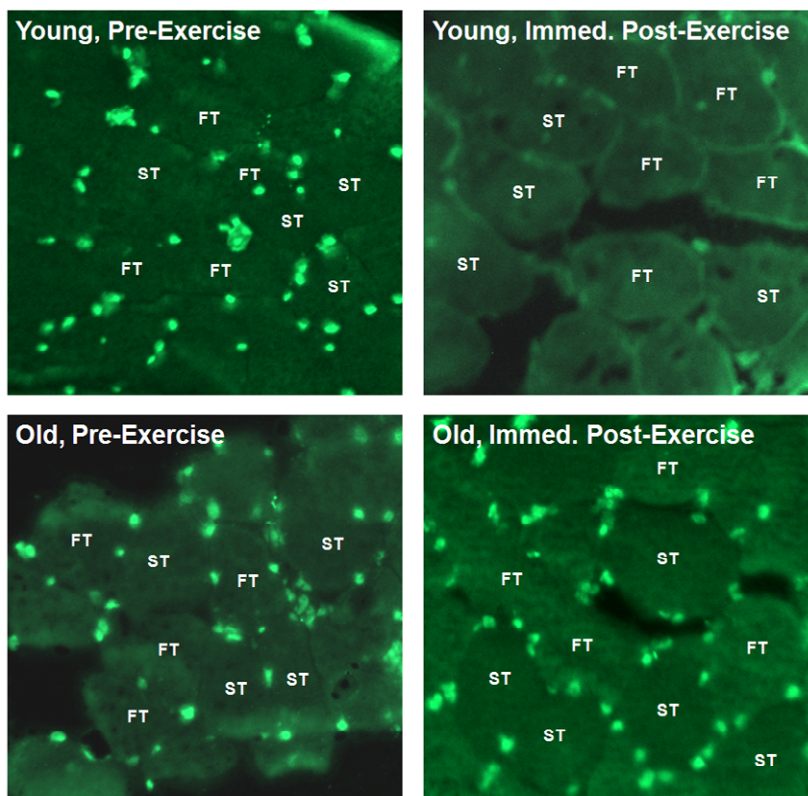 Young, Pre-Exercise
FT
ST
FT
ST
ST
FT
FT
ST
Young, Immed. Post-Exercise
FT
FT
ST
FT
FT
ST
ST
FT
ST
Old, Pre-Exercise
FT
ST
ST
FT
FT
ST
ST
FT
Old, Immed. Post-Exercise
FT
ST
FT
FT
FT
ST
ST
ST
ST